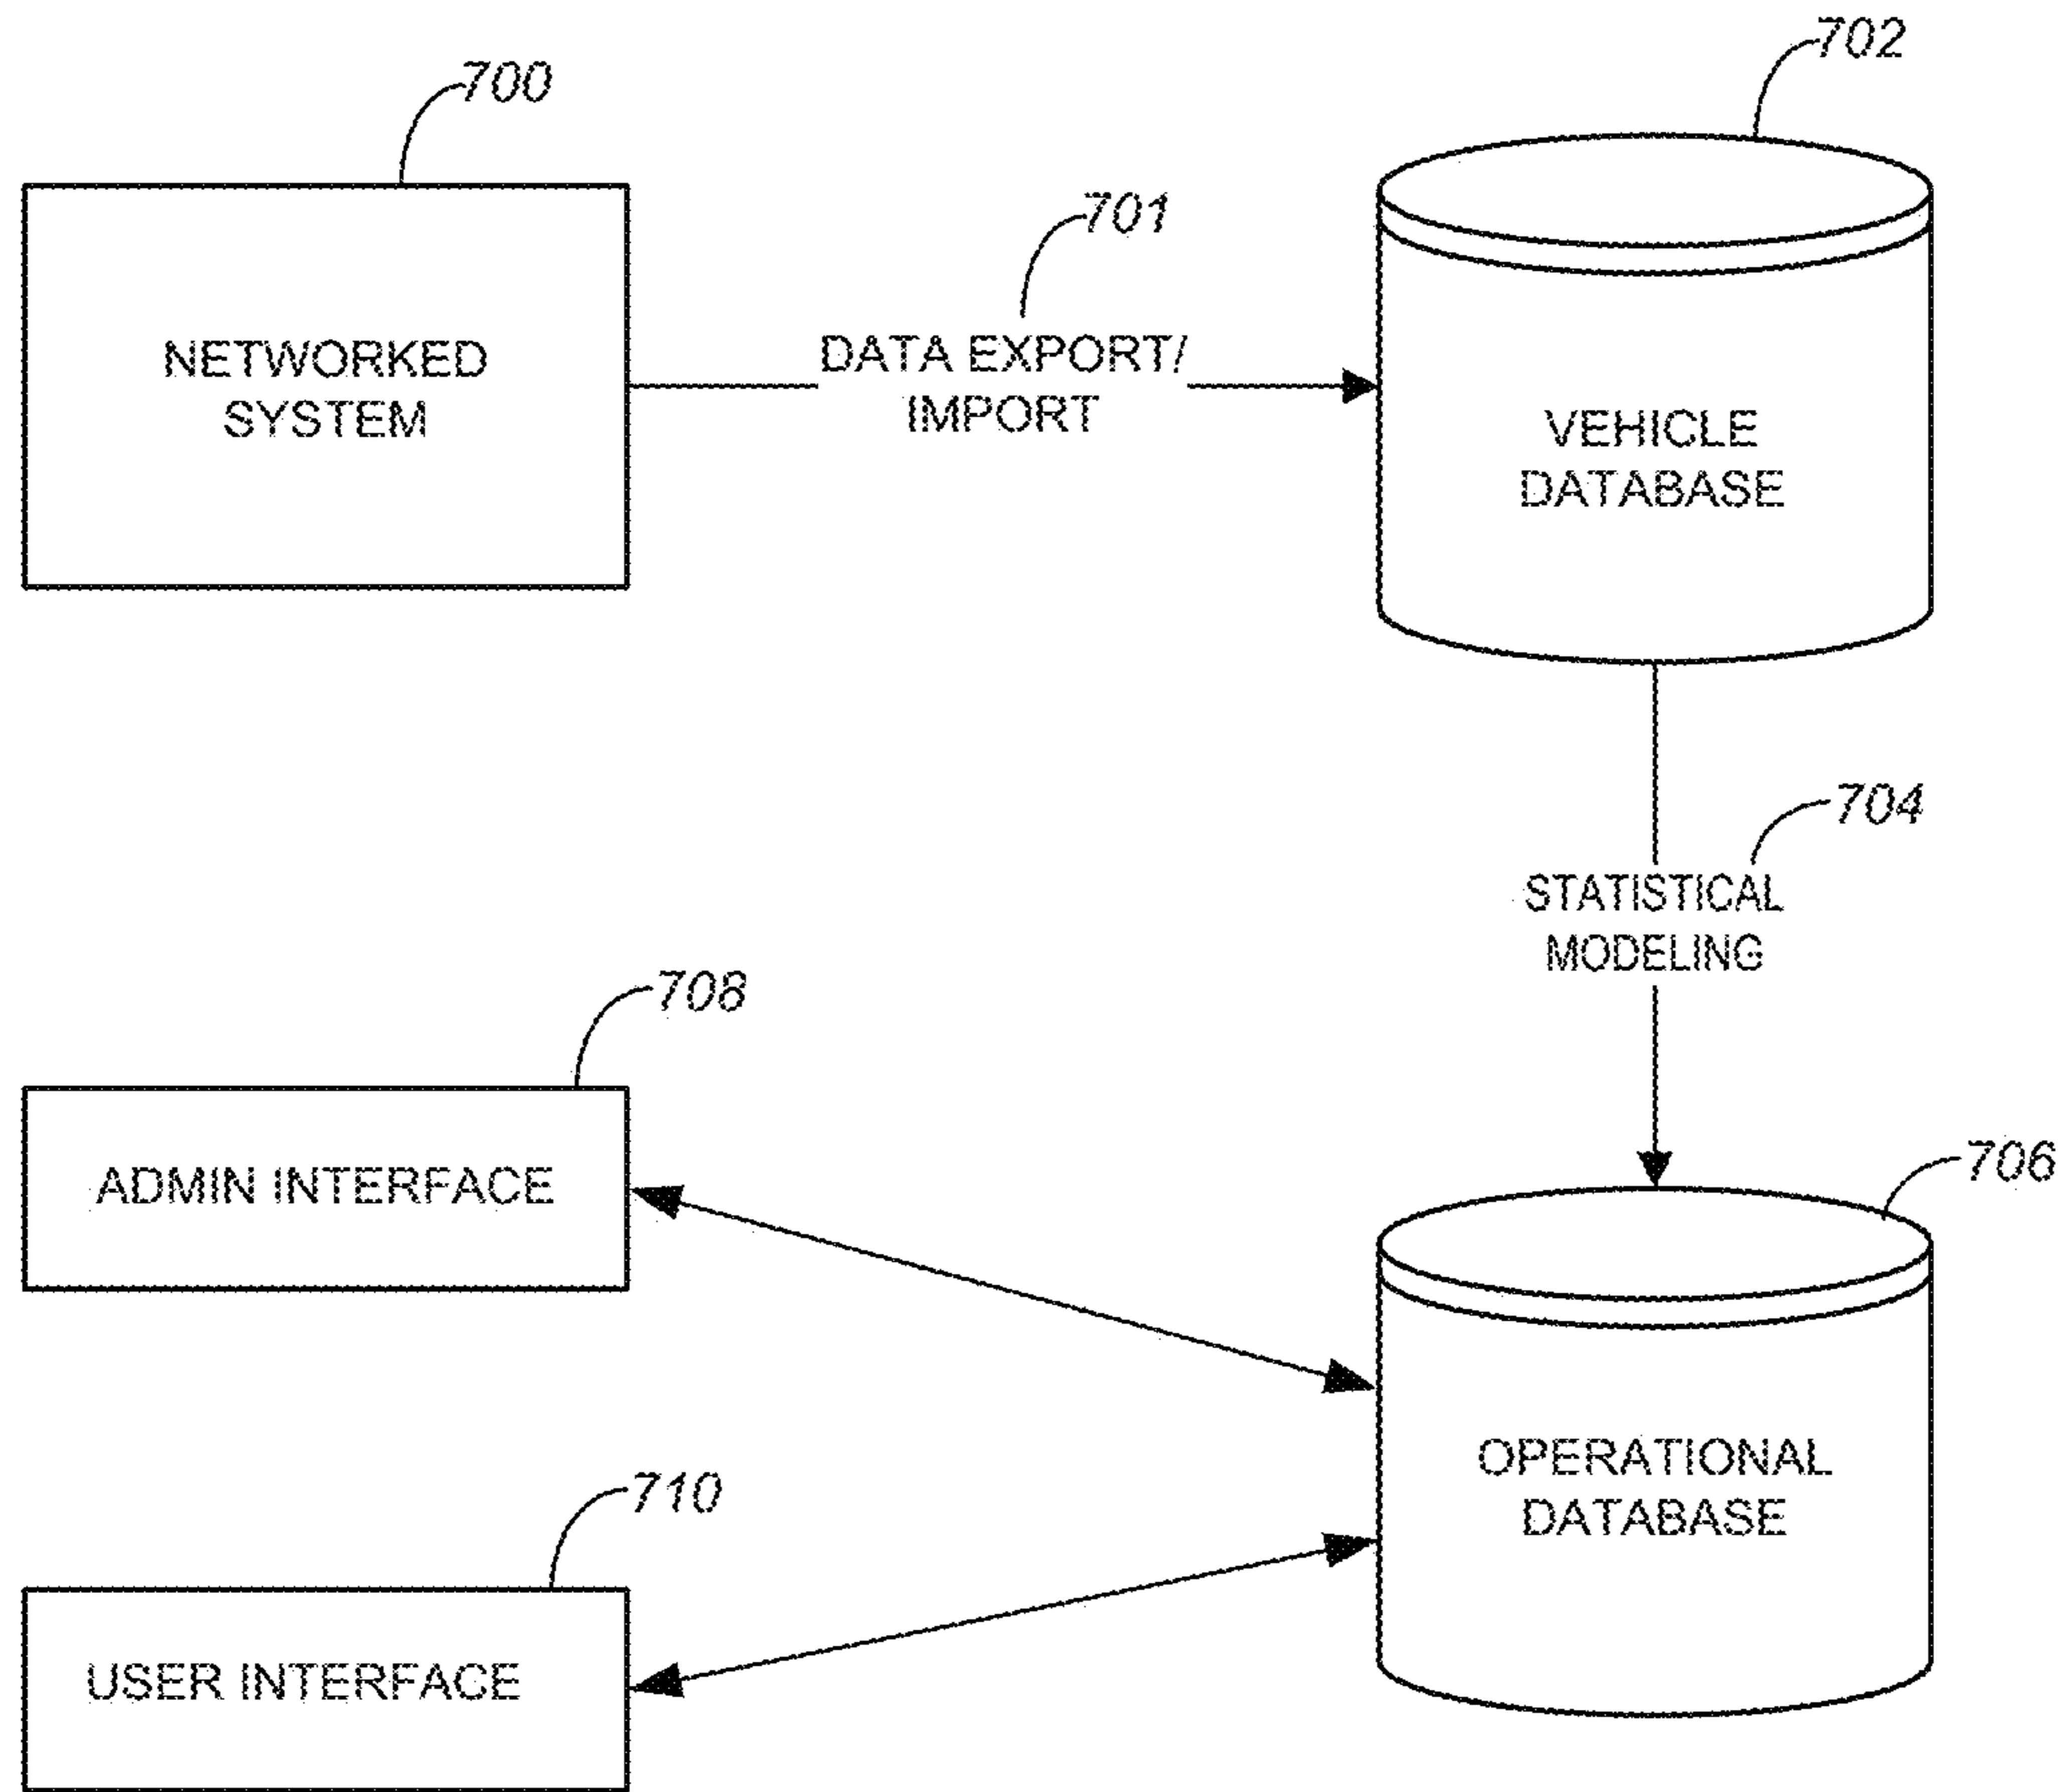 702
700
701
NETWORKED
SYSTEM
DATA EXPORT/
IMPORT
VEHICLE
DATABASE
704
STATISTICAL
MODELING
708
706
ADMIN INTERFACE
OPERATIONAL
DATABASE
710
USER INTERFACE